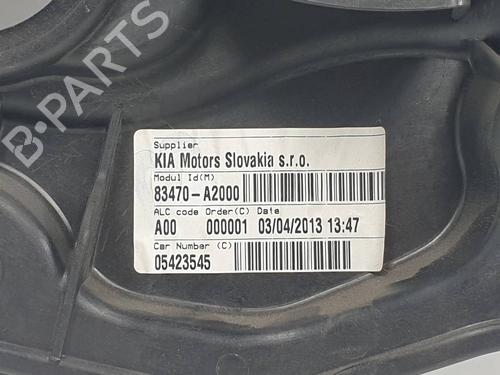 B-PARTS
Supplier
KIA Motors Slovakia s.r.o.
Modul Id(M)
83470-A2000
ALC code Order(C) Date
A00 000001 03/04/2013 13:47
Car Number (C)
05423545